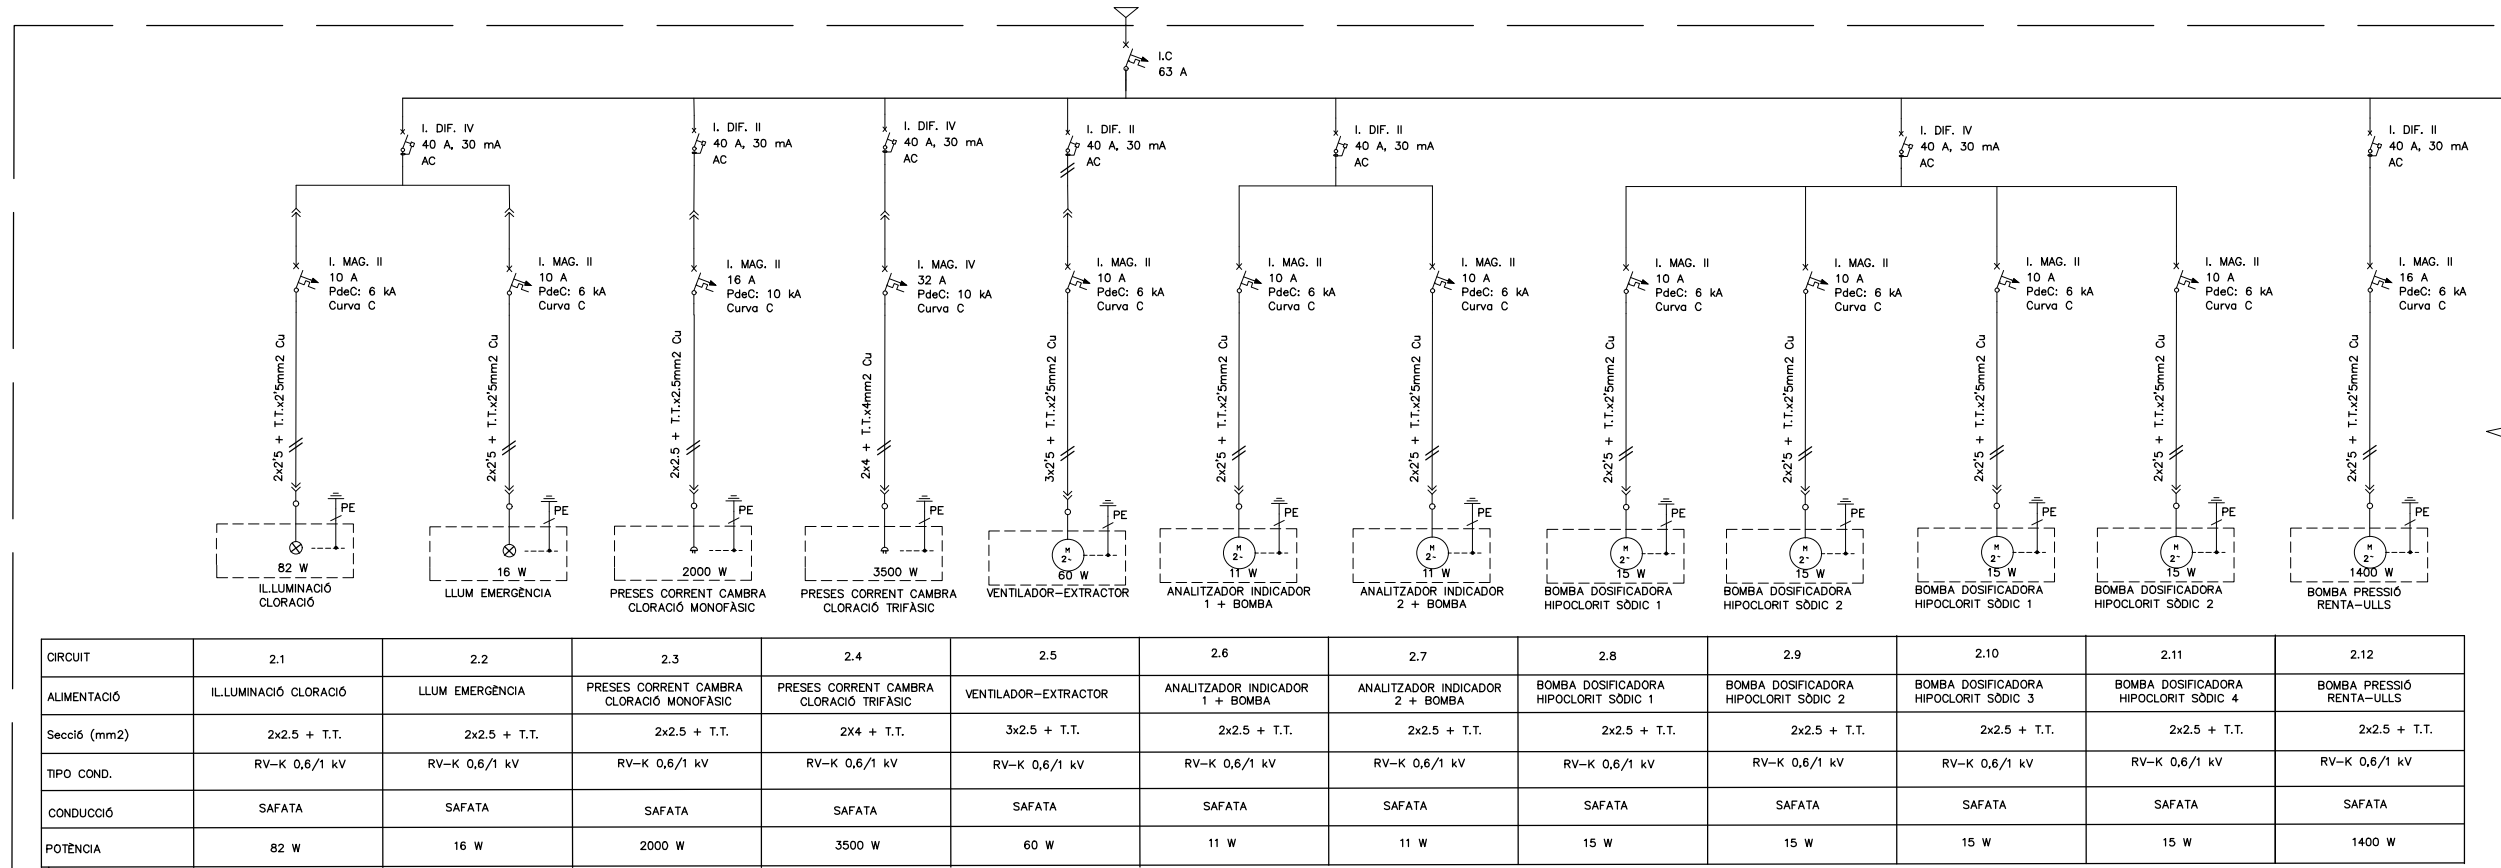 I.C
63 A
I. DIF. IV
40 A, 30 mA
AC
I. DIF. II
40 A, 30 mA
AC
I. DIF. IV
40 A, 30 mA
AC
I. DIF. II
40 A, 30 mA
AC
I. DIF. II
40 A, 30 mA
AC
I. DIF. IV
40 A, 30 mA
AC
I. DIF. II
40 A, 30 mA
AC
I. MAG. II
10 A
PdeC: 6 kA
Curva C
I. MAG. II
10 A
PdeC: 6 kA
Curva C
I. MAG. II
16 A
PdeC: 10 kA
Curva C
I. MAG. IV
32 A
PdeC: 10 kA
Curva C
I. MAG. II
10 A
PdeC: 6 kA
Curva C
I. MAG. II
10 A
PdeC: 6 kA
Curva C
I. MAG. II
10 A
PdeC: 6 kA
Curva C
I. MAG. II
10 A
PdeC: 6 kA
Curva C
I. MAG. II
10 A
PdeC: 6 kA
Curva C
I. MAG. II
10 A
PdeC: 6 kA
Curva C
I. MAG. II
10 A
PdeC: 6 kA
Curva C
I. MAG. II
16 A
PdeC: 6 kA
Curva C
2x2'5 + T.T.x2'5mm2 Cu
2x2'5 + T.T.x2'5mm2 Cu
2x2.5 + T.T.x2.5mm2 Cu
2x4 + T.T.x4mm2 Cu
3x2'5 + T.T.x2'5mm2 Cu
2x2'5 + T.T.x2'5mm2 Cu
2x2'5 + T.T.x2'5mm2 Cu
2x2'5 + T.T.x2'5mm2 Cu
2x2'5 + T.T.x2'5mm2 Cu
2x2'5 + T.T.x2'5mm2 Cu
2x2'5 + T.T.x2'5mm2 Cu
2x2'5 + T.T.x2'5mm2 Cu
PE
82 W
IL.LUMINACIÓ
CLORACIÓ
PE
16 W
LLUM EMERGÈNCIA
PE
2000 W
PRESES CORRENT CAMBRA
CLORACIÓ MONOFÀSIC
PE
3500 W
PRESES CORRENT CAMBRA
CLORACIÓ TRIFÀSIC
PE
M
2~
60 W
VENTILADOR-EXTRACTOR
PE
M
2~
11 W
ANALITZADOR INDICADOR
1 + BOMBA
PE
M
2~
11 W
ANALITZADOR INDICADOR
2 + BOMBA
PE
M
2~
15 W
BOMBA DOSIFICADORA
HIPOCLORIT SÒDIC 1
PE
M
2~
15 W
BOMBA DOSIFICADORA
HIPOCLORIT SÒDIC 2
PE
M
2~
15 W
BOMBA DOSIFICADORA
HIPOCLORIT SÒDIC 1
PE
M
2~
15 W
BOMBA DOSIFICADORA
HIPOCLORIT SÒDIC 2
PE
M
2~
1400 W
BOMBA PRESSIÓ
RENTA-ULLS
CIRCUIT 2.1 2.2 2.3 2.4 2.5 2.6 2.7 2.8 2.9 2.10 2.11 2.12
ALIMENTACIÓ
IL.LUMINACIÓ CLORACIÓ
LLUM EMERGÈNCIA
PRESES CORRENT CAMBRA
CLORACIÓ MONOFÀSIC
PRESES CORRENT CAMBRA
CLORACIÓ TRIFÀSIC
VENTILADOR-EXTRACTOR
ANALITZADOR INDICADOR
1 + BOMBA
ANALITZADOR INDICADOR
2 + BOMBA
BOMBA DOSIFICADORA
HIPOCLORIT SÒDIC 1
BOMBA DOSIFICADORA
HIPOCLORIT SÒDIC 2
BOMBA DOSIFICADORA
HIPOCLORIT SÒDIC 3
BOMBA DOSIFICADORA
HIPOCLORIT SÒDIC 4
BOMBA PRESSIÓ
RENTA-ULLS
Secció (mm2) 2x2.5 + T.T. 2x2.5 + T.T. 2x2.5 + T.T. 2X4 + T.T. 3x2.5 + T.T. 2x2.5 + T.T. 2x2.5 + T.T. 2x2.5 + T.T. 2x2.5 + T.T. 2x2.5 + T.T. 2x2.5 + T.T. 2x2.5 + T.T.
TIPO COND. RV-K 0,6/1 kV RV-K 0,6/1 kV RV-K 0,6/1 kV RV-K 0,6/1 kV RV-K 0,6/1 kV RV-K 0,6/1 kV RV-K 0,6/1 kV RV-K 0,6/1 kV RV-K 0,6/1 kV RV-K 0,6/1 kV RV-K 0,6/1 kV RV-K 0,6/1 kV
CONDUCCIÓ SAFATA SAFATA SAFATA SAFATA SAFATA SAFATA SAFATA SAFATA SAFATA SAFATA SAFATA SAFATA
POTÈNCIA 82 W 16 W 2000 W 3500 W 60 W 11 W 11 W 15 W 15 W 15 W 15 W 1400 W